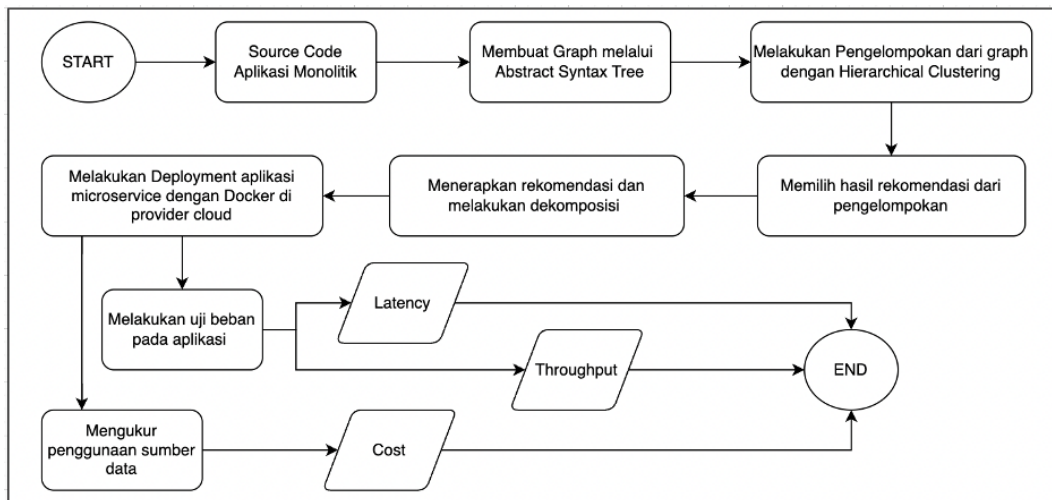 START
Source Code
Aplikasi Monolitik
Membuat Graph melalui
Abstract Syntax Tree
Melakukan Pengelompokan dari graph
dengan Hierarchical Clustering
Melakukan Deployment aplikasi
microservice dengan Docker di
provider cloud
Menerapkan rekomendasi dan
melakukan dekomposisi
Memilih hasil rekomendasi dari
pengelompokan
Melakukan uji beban
pada aplikasi
Latency
Throughput
END
Mengukur
penggunaan sumber
data
Cost